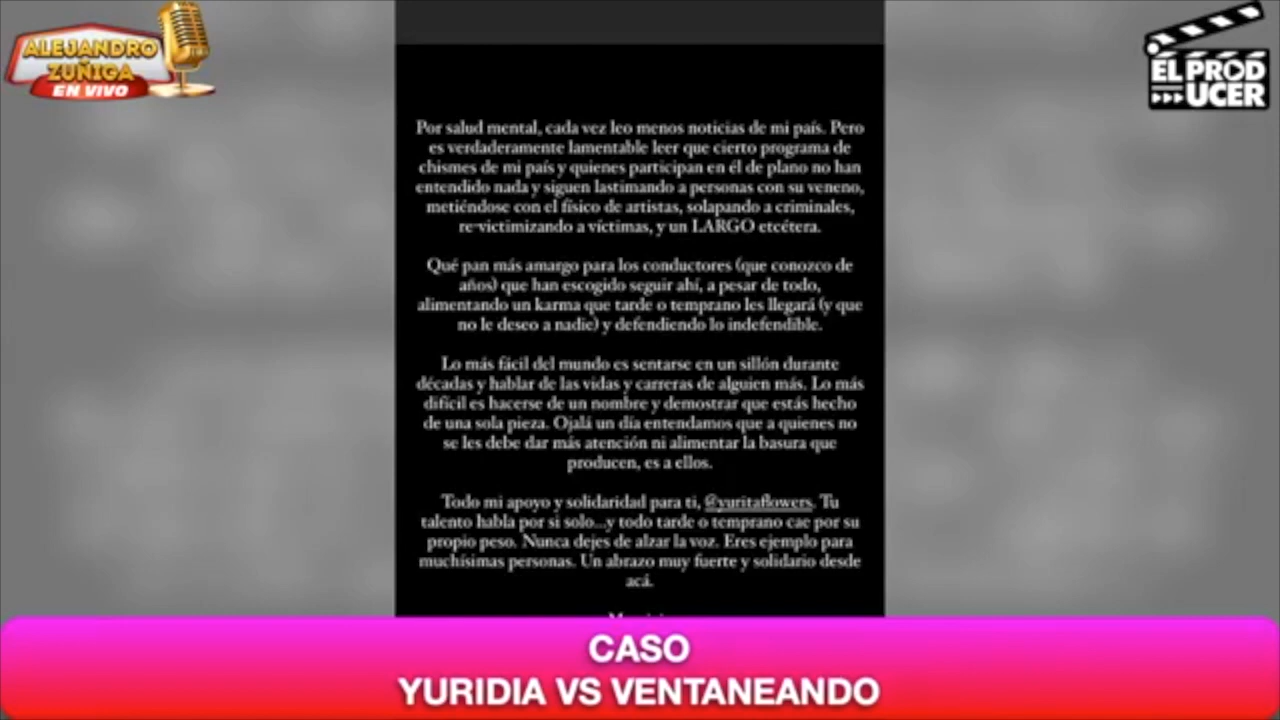 ALEJANDRO
ZUÑIGA
EN VIVO
EL PROD
UCER
Por salud mental, cada vez leo menos noticias de mi país. Pero
es verdaderamente lamentable leer que cierto programa de
chismes de mi país y quienes participan en él de plano no han
entendido nada y siguen lastimando a personas con su veneno,
metiéndose con el físico de artistas, solapando a criminales,
re-victimizando a víctimas, y un LARGO etcétera.
Qué pan más amargo para los conductores (que conozco de
años) que han escogido seguir ahí, a pesar de todo,
alimentando un karma que tarde o temprano les llegará (y que
no le deseo a nadie) y defendiendo lo indefendible.
Lo más fácil del mundo es sentarse en un sillón durante
décadas y hablar de las vidas y carreras de alguien más. Lo más
difícil es hacerse de un nombre y demostrar que estás hecho
de una sola pieza. Ojalá un día entendamos que a quienes no
se les debe dar más atención ni alimentar la basura que
producen, es a ellos.
Todo mi apoyo y solidaridad para ti, @yuritaflowers. Tu
talento habla por si solo...y todo tarde o temprano cae por su
propio peso. Nunca dejes de alzar la voz. Eres ejemplo para
muchísimas personas. Un abrazo muy fuerte y solidario desde
acá.
CASO
YURIDIA VS VENTANEANDO